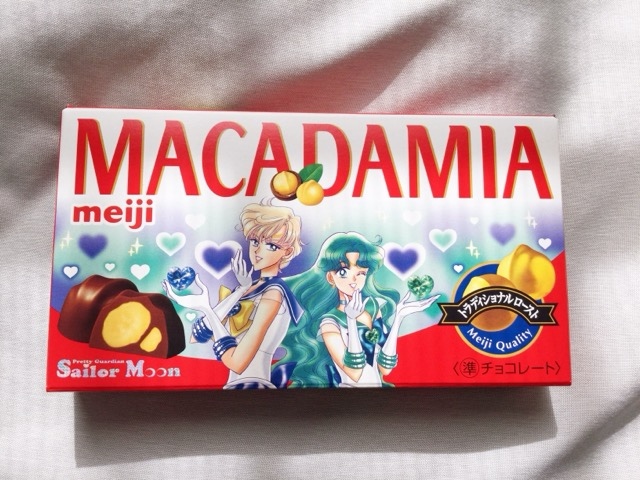 MACADAMIA
meiji
トラディショナル ロースト
Meiji Quality
Pretty Guardian
Sailor Moon
〈準チョコレート〉